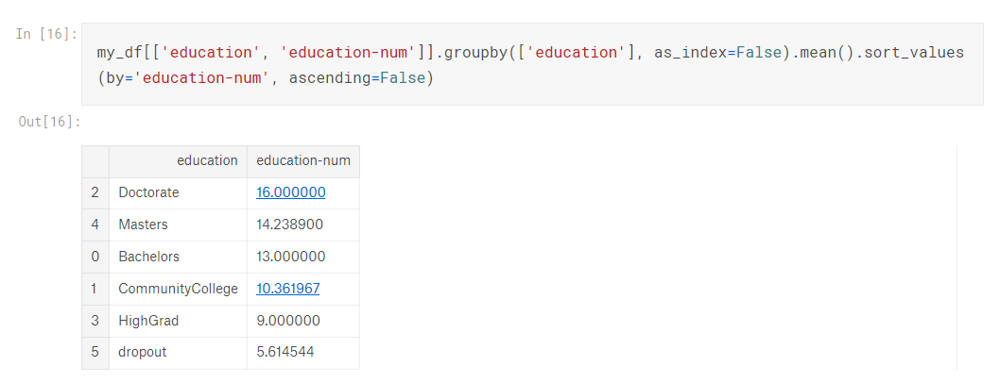 In [16]:
my_df[['education', 'education-num']].groupby(['education'], as_index=False).mean().sort_values
(by='education-num', ascending=False)
Out[16]:
education education-num
2 Doctorate 16.000000
4 Masters 14.238900
0 Bachelors 13.000000
1 CommunityCollege 10.361967
3 HighGrad 9.000000
5 dropout 5.614544